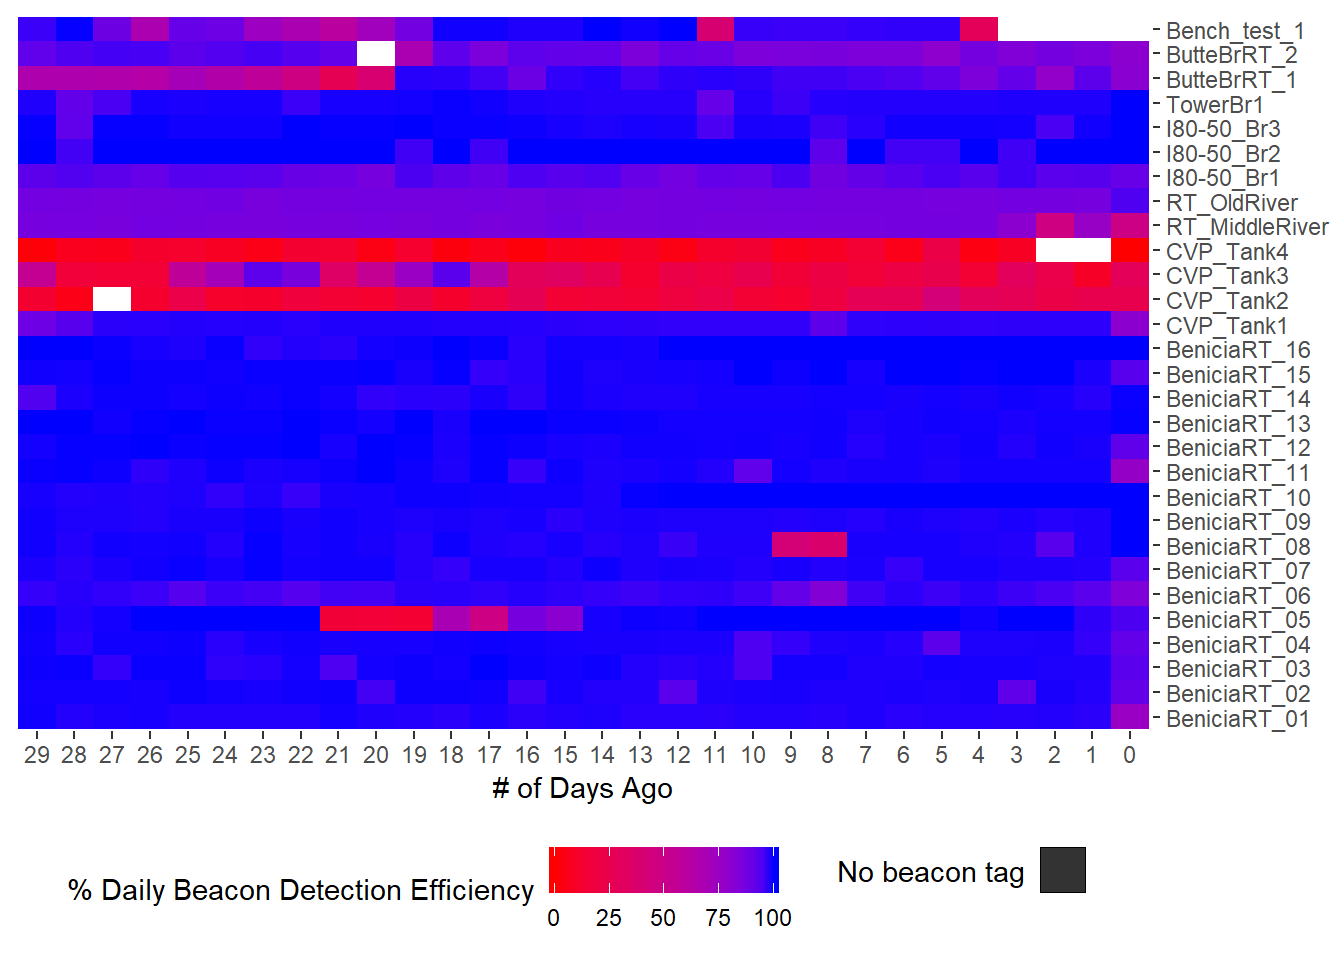 Bench_test_1
ButteBrRT_2
ButteBrRT_1
TowerBr1
I80-50_Br3
I80-50_Br2
I80-50_Br1
RT_OldRiver
RT_MiddleRiver
CVP_Tank4
CVP_Tank3
CVP_Tank2
CVP_Tank1
BeniciaRT_16
BeniciaRT_15
BeniciaRT_14
BeniciaRT_13
BeniciaRT_12
BeniciaRT_11
BeniciaRT_10
BeniciaRT_09
BeniciaRT_08
BeniciaRT_07
BeniciaRT_06
BeniciaRT_05
BeniciaRT_04
BeniciaRT_03
BeniciaRT_02
BeniciaRT_01
29 28 27 26 25 24 23 22 21 20 19 18 17 16 15 14 13 12 11 10 9 8 7 6 5 4 3 2 1 0
# of Days Ago
% Daily Beacon Detection Efficiency
0 25 50 75 100
No beacon tag